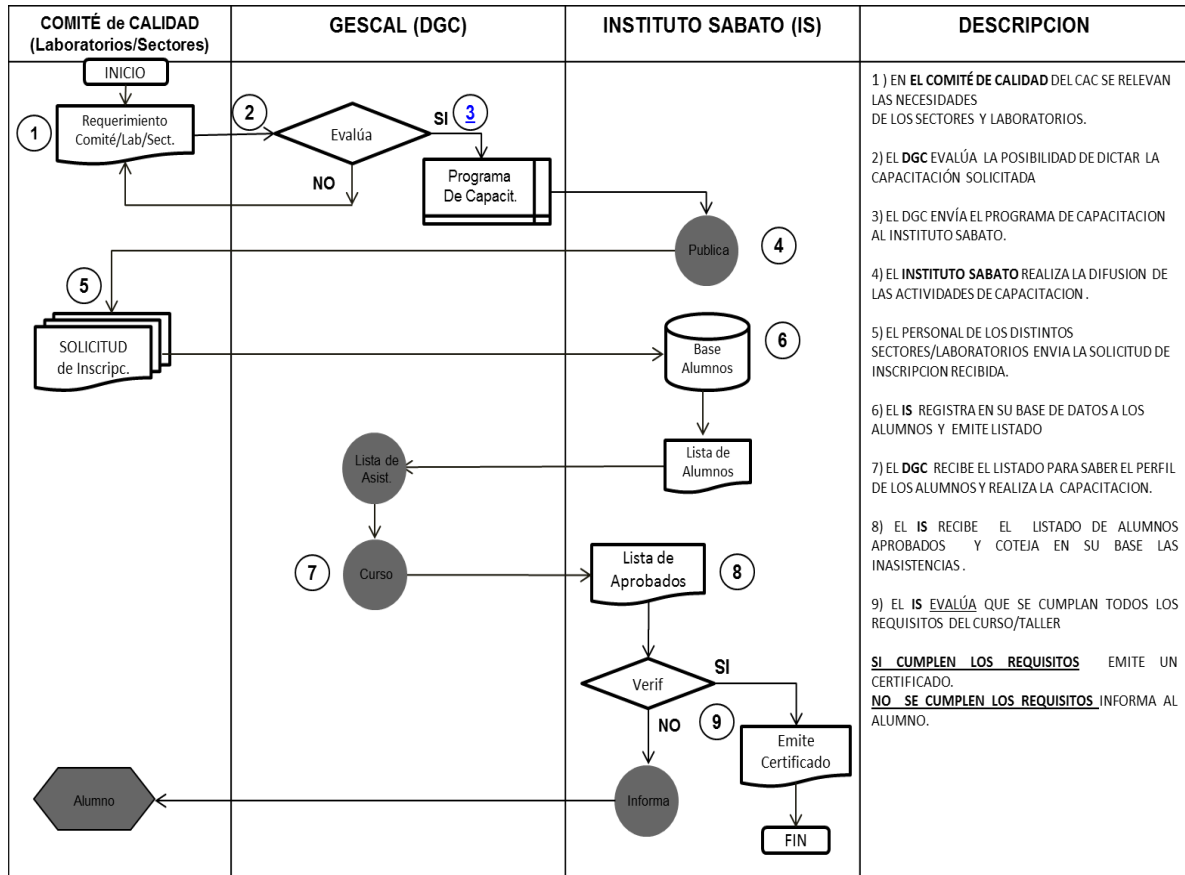 COMITÉ de CALIDAD
(Laboratorios/Sectores)
GESCAL (DGC)
INSTITUTO SABATO (IS)
DESCRIPCION
INICIO
1
Requerimiento
Comité/Lab/Sect.
2
Evalúa
SI
3
NO
Programa
De Capacit.
Publica
4
5
SOLICITUD
de Inscripc.
Base
Alumnos
6
Lista de
Alumnos
Lista de
Asist.
7
Curso
Lista de
Aprobados
8
Verif
SI
NO
9
Emite
Certificado
Informa
Alumno
FIN
1 ) EN EL COMITÉ DE CALIDAD DEL CAC SE RELEVAN
LAS NECESIDADES
DE LOS SECTORES Y LABORATORIOS.
2) EL DGC EVALÚA LA POSIBILIDAD DE DICTAR LA
CAPACITACIÓN SOLICITADA
3) EL DGC ENVÍA EL PROGRAMA DE CAPACITACION
AL INSTITUTO SABATO.
4) EL INSTITUTO SABATO REALIZA LA DIFUSION DE
LAS ACTIVIDADES DE CAPACITACION .
5) EL PERSONAL DE LOS DISTINTOS
SECTORES/LABORATORIOS ENVIA LA SOLICITUD DE
INSCRIPCION RECIBIDA.
6) EL IS REGISTRA EN SU BASE DE DATOS A LOS
ALUMNOS Y EMITE LISTADO
7) EL DGC RECIBE EL LISTADO PARA SABER EL PERFIL
DE LOS ALUMNOS Y REALIZA LA CAPACITACION.
8) EL IS RECIBE EL LISTADO DE ALUMNOS
APROBADOS Y COTEJA EN SU BASE LAS
INASISTENCIAS .
9) EL IS EVALÚA QUE SE CUMPLAN TODOS LOS
REQUISITOS DEL CURSO/TALLER
SI CUMPLEN LOS REQUISITOS EMITE UN
CERTIFICADO.
NO SE CUMPLEN LOS REQUISITOS INFORMA AL
ALUMNO.